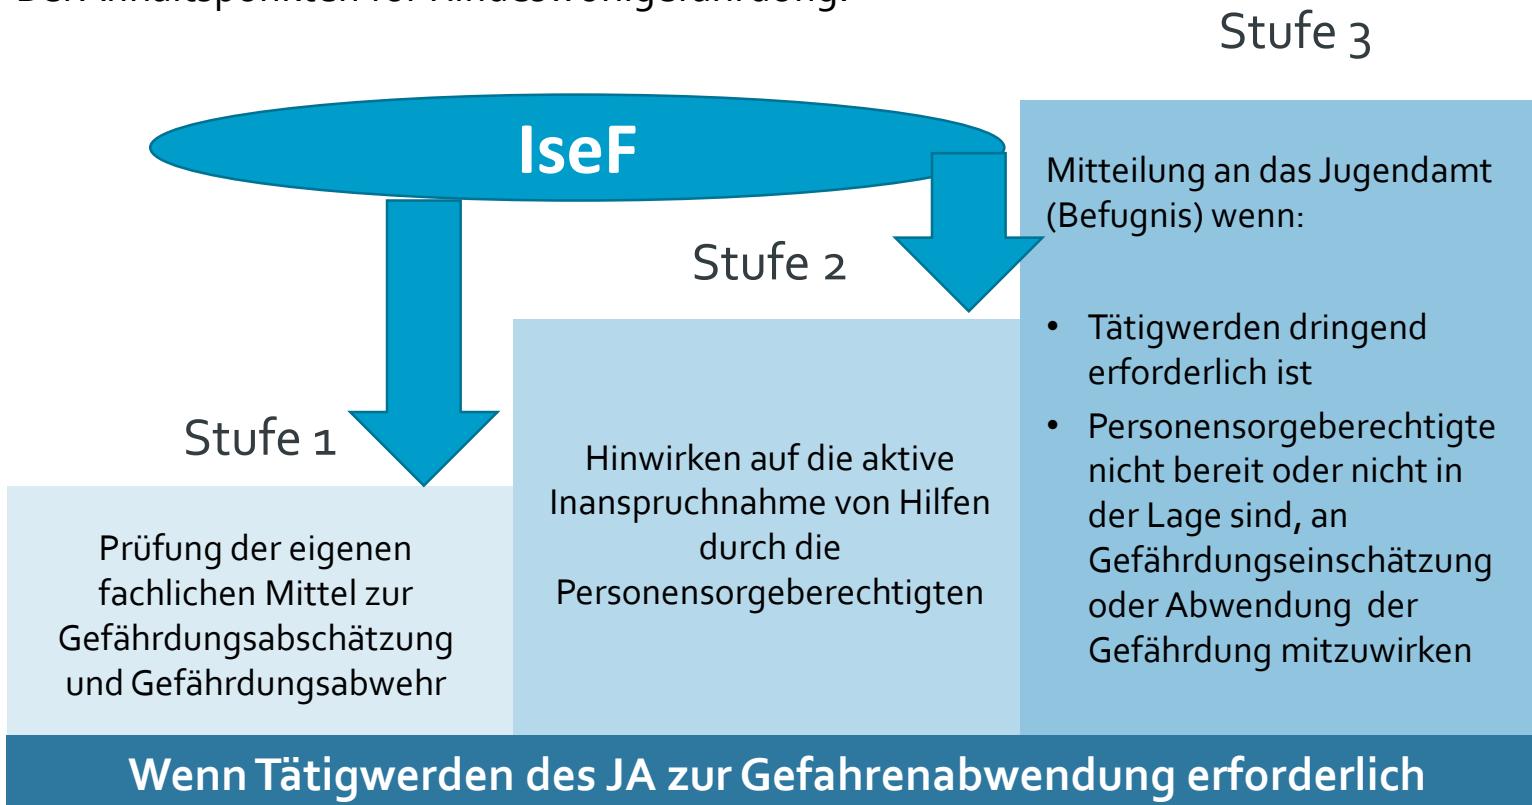 für Kindeswohlgefährdung:
Stufe 3
IseF
Mitteilung an das Jugendamt
(Befugnis) wenn:
Stufe 2
• Tätigwerden dringend
erforderlich ist
Stufe 1
• Personensorgeberechtigte
nicht bereit oder nicht in
der Lage sind, an
Gefährdungseinschätzung
oder Abwendung der
Gefährdung mitzuwirken
Hinwirken auf die aktive
Inanspruchnahme von Hilfen
durch die
Personensorgeberechtigten
Prüfung der eigenen
fachlichen Mittel zur
Gefährdungsabschätzung
und Gefährdungsabwehr
Wenn Tätigwerden des JA zur Gefahrenabwendung erforderlich